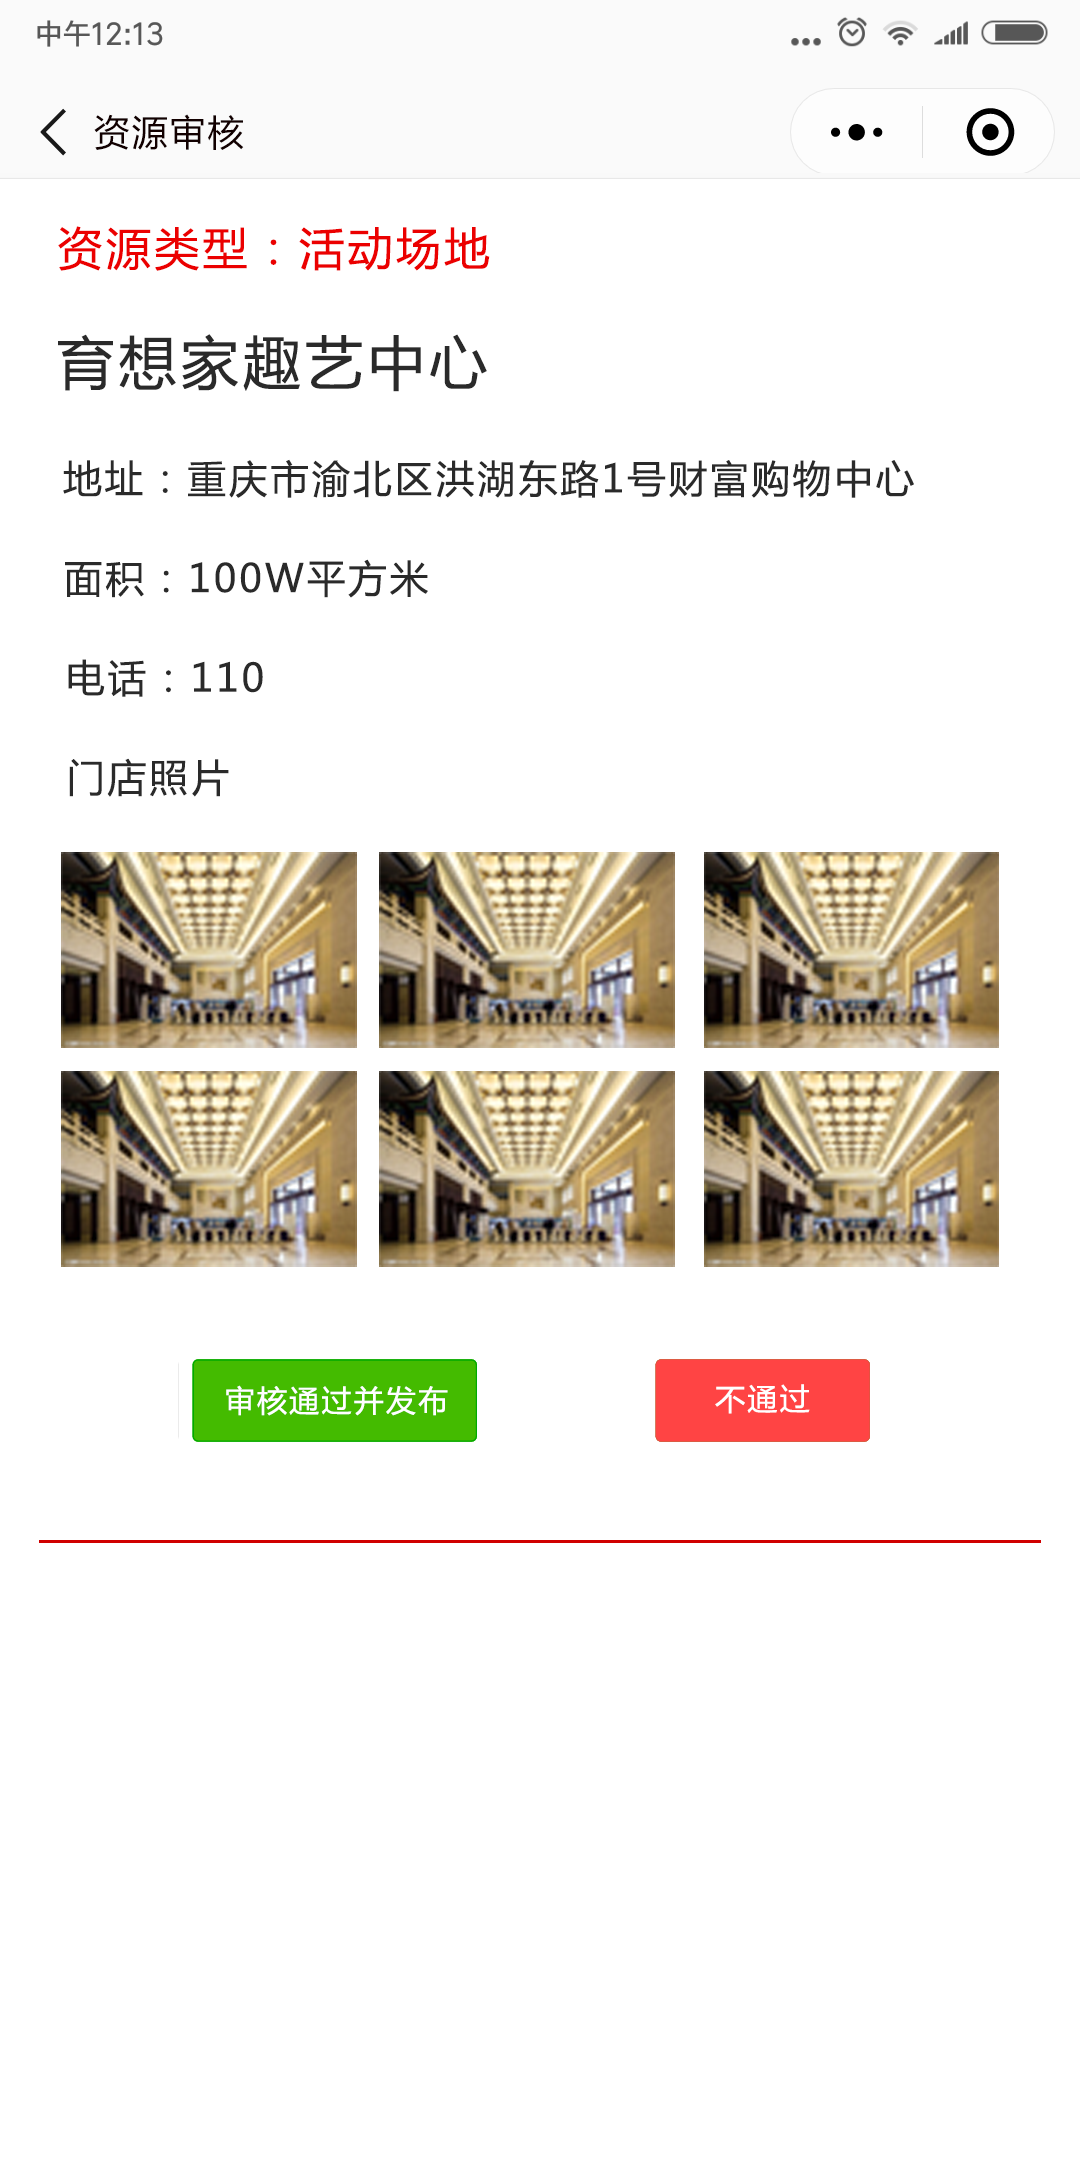 中午12:13
资源审核
资源类型：活动场地
育想家趣艺中心
地址：重庆市渝北区洪湖东路1号财富购物中心
面积：100W平方米
电话：110
门店照片
审核通过并发布
不通过